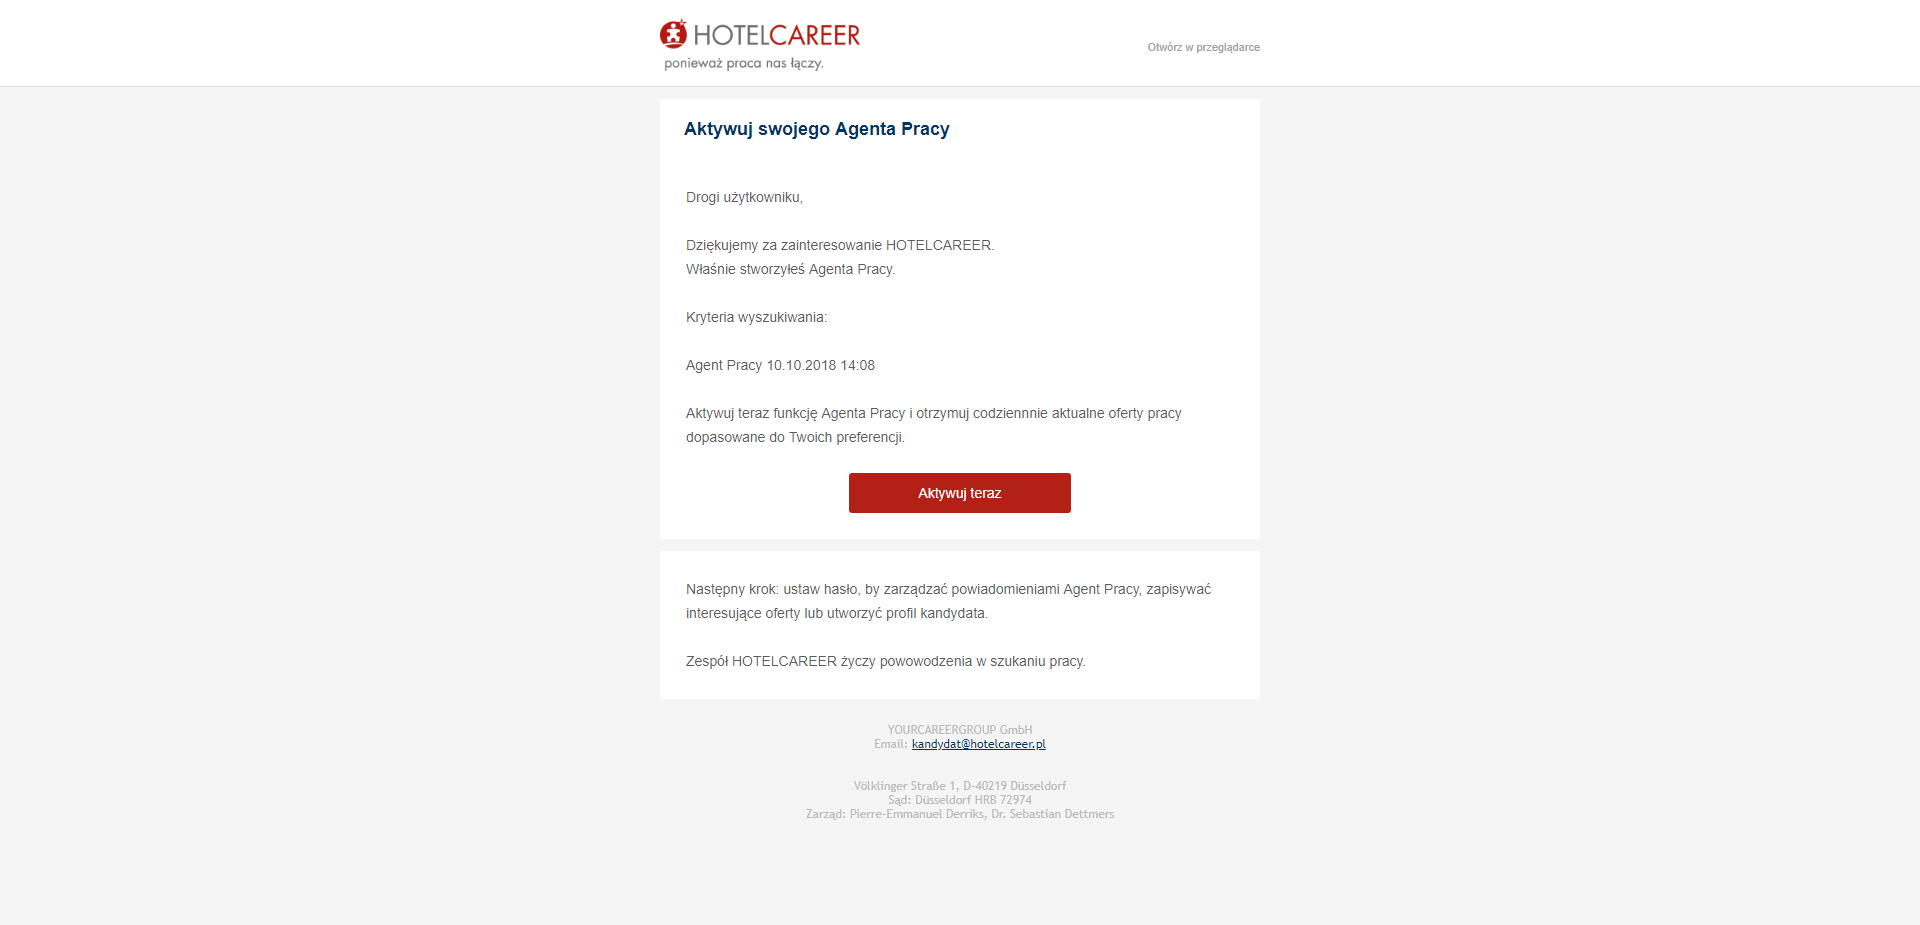 HOTELCAREER
ponieważ praca nas łączy.
Otwórz w przeglądarce
Aktywuj swojego Agenta Pracy
Drogi użytkowniku,
Dziękujemy za zainteresowanie HOTELCAREER.
Właśnie stworzyłeś Agenta Pracy.
Kryteria wyszukiwania:
Agent Pracy 10.10.2018 14:08
Aktywuj teraz funkcję Agenta Pracy i otrzymuj codziennnie aktualne oferty pracy
dopasowane do Twoich preferencji.
Aktywuj teraz
Następny krok: ustaw hasło, by zarządzać powiadomieniami Agent Pracy, zapisywać
interesujące oferty lub utworzyć profil kandydata.
Zespół HOTELCAREER życzy powowodzenia w szukaniu pracy.
YOURCAREERGROUP GmbH
Email: kandydat@hotelcareer.pl
Völklinger Straße 1, D-40219 Düsseldorf
Sąd: Düsseldorf HRB 72974
Zarząd: Pierre-Emmanuel Derriks, Dr. Sebastian Dettmers